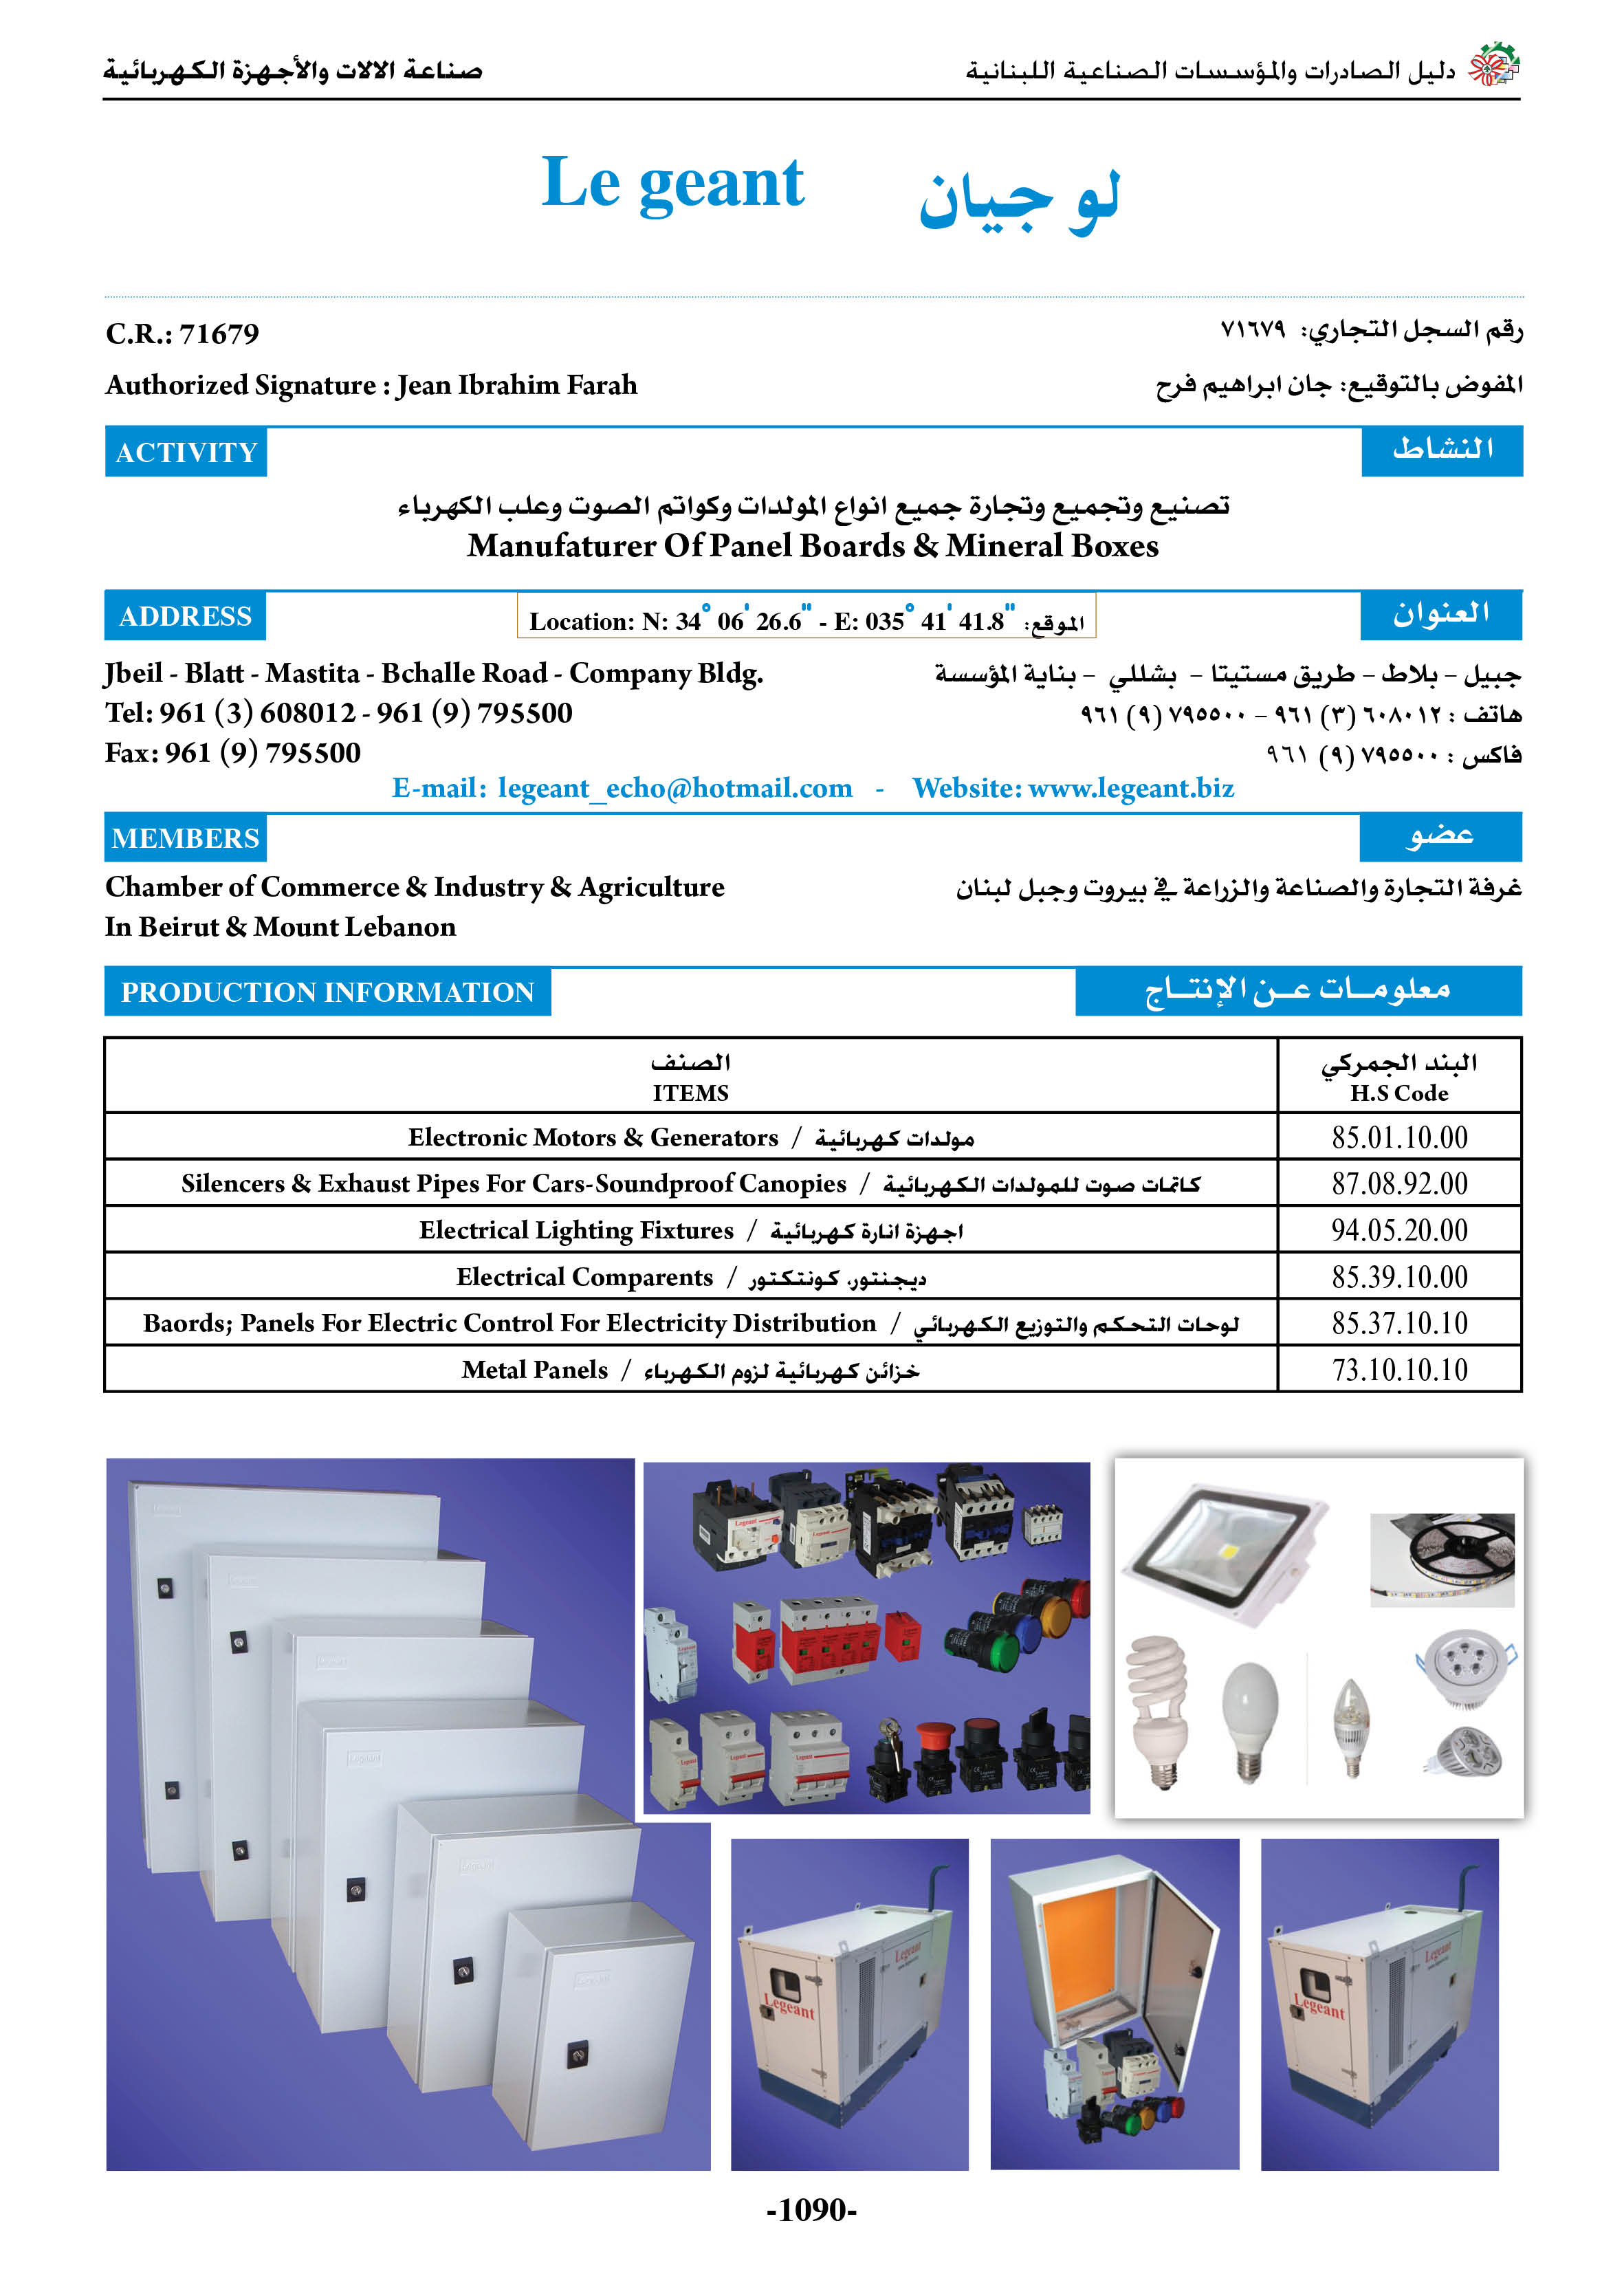 صناعة الالات والأجهزة الكهربائية
دليل الصادرات والمؤسسات الصناعية اللبنانية
Le geant
لو جيان
C.R.: 71679
رقم السجل التجاري: ٧١٦٧٩
Authorized Signature : Jean Ibrahim Farah
المفوض بالتوقيع: جان ابراهيم فرح
ACTIVITY
النشاط
تصنيع وتجميع وتجارة جميع انواع المولدات وكواتم الصوت وعلب الكهرباء
Manufaturer Of Panel Boards & Mineral Boxes
ADDRESS
Location: N: 34° 06' 26.6" - E: 035° 41' 41.8" الموقع:
العنوان
Jbeil - Blatt - Mastita - Bchalle Road - Company Bldg.
جبيل – بلاط – طريق مستيتا – بشللي – بناية المؤسسة
Tel: 961 (3) 608012 - 961 (9) 795500
هاتف : ٦٠٨٠١٢ (٣) ٩٦١ – ٧٩٥٥٠٠ (٩) ٩٦١
Fax: 961 (9) 795500
فاكس : ٧٩٥٥٠٠ (٩) ٩٦١
E-mail: legeant_echo@hotmail.com - Website: www.legeant.biz
MEMBERS
عضو
Chamber of Commerce & Industry & Agriculture
In Beirut & Mount Lebanon
غرفة التجارة والصناعة والزراعة في بيروت وجبل لبنان
PRODUCTION INFORMATION
معلومـات عـن الإنتـاج
الصنف
ITEMS
البند الجمركي
H.S Code
Electronic Motors & Generators / مولدات كهربائية
85.01.10.00
Silencers & Exhaust Pipes For Cars-Soundproof Canopies / كاتمات صوت للمولدات الكهربائية
87.08.92.00
Electrical Lighting Fixtures / اجهزة انارة كهربائية
94.05.20.00
Electrical Comparents / ديجنتور، كونتكتور
85.39.10.00
Baords; Panels For Electric Control For Electricity Distribution / لوحات التحكم والتوزيع الكهربائي
85.37.10.10
Metal Panels / خزائن كهربائية لزوم الكهرباء
73.10.10.10
Legeant
Legeant
Legeant
Legeant
-1090-